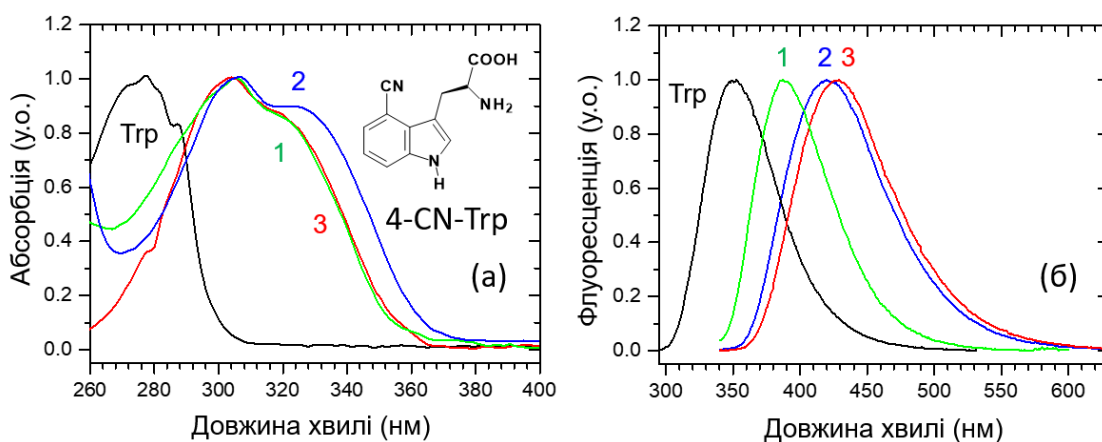 Абсорбція (у.о.)
1.2
1.0
0.8
0.6
0.4
0.2
0.0
260 280 300 320 340 360 380 400
Довжина хвилі (нм)
Trp
1
2
3
CN
COOH
NH₂
N
H
4-CN-Trp
(а)
Флуоресценція (у.о.)
1.2
1.0
0.8
0.6
0.4
0.2
0.0
300 350 400 450 500 550 600
Довжина хвилі (нм)
Trp
1 2 3
(б)